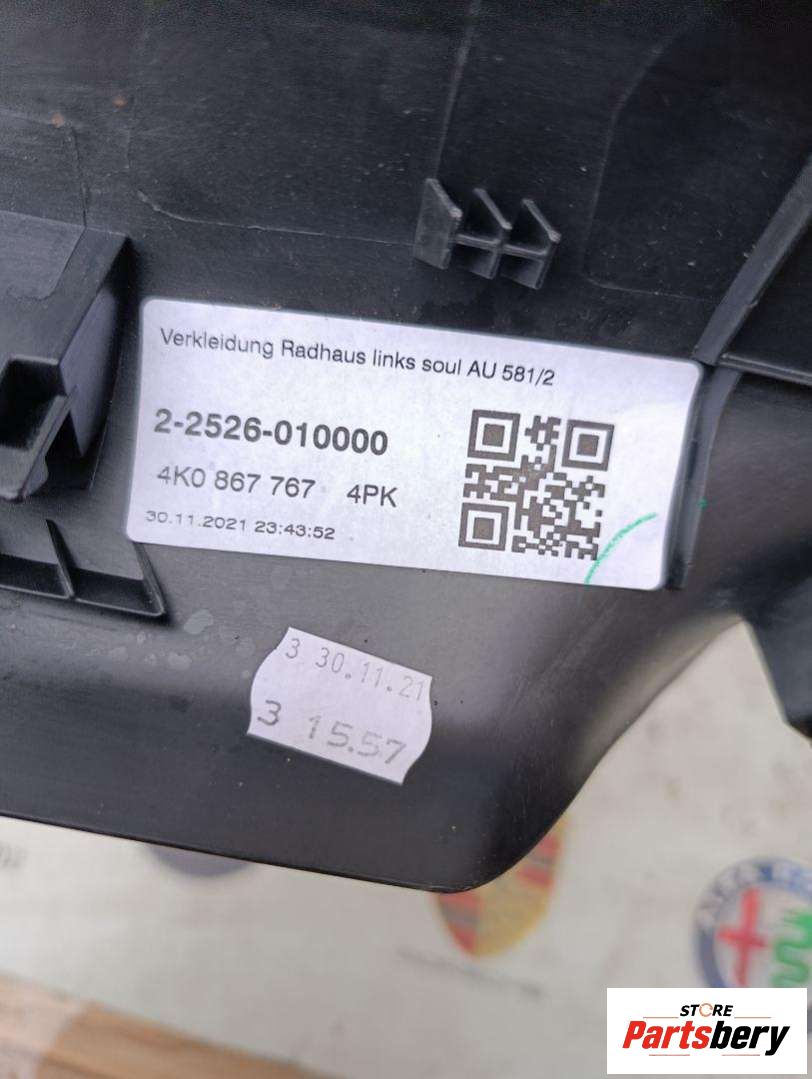 Verkleidung Radhaus links soul AU 581/2
2-2526-010000
4K0 867 767 4PK
30.11.2021 23:43:52
3 30.11.21
3 15.57
STORE
Partsbery